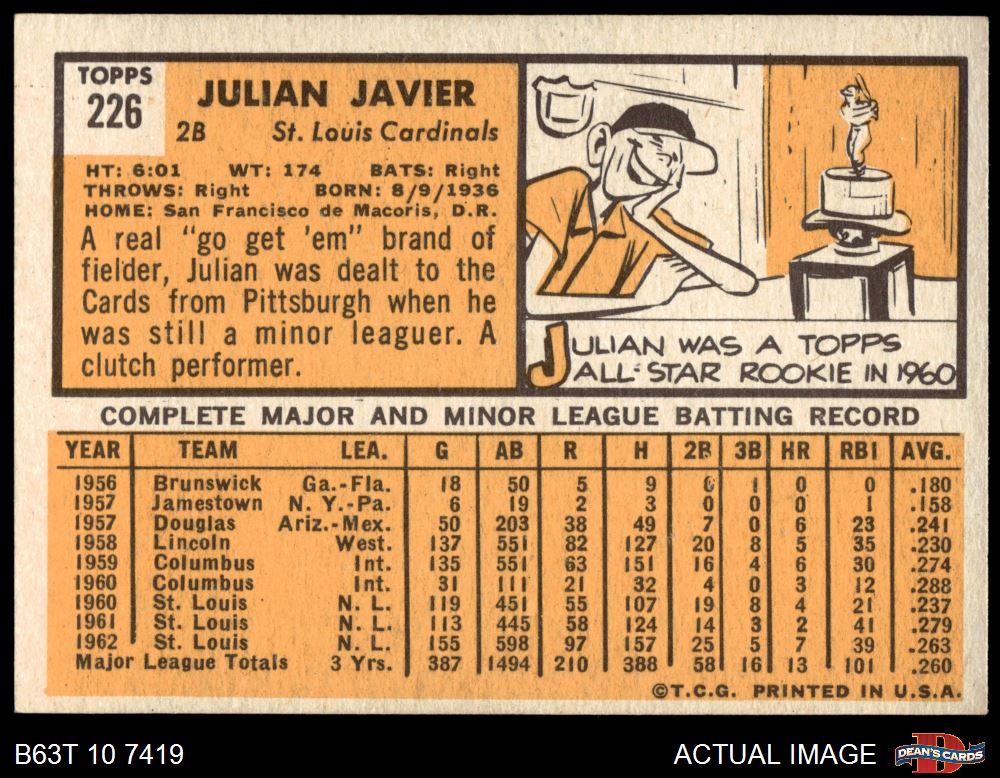 TOPPS
226
JULIAN JAVIER
2B St. Louis Cardinals
HT: 6:01 WT: 174 BATS: Right
THROWS: Right BORN: 8/9/1936
HOME: San Francisco de Macoris, D.R.
A real "go get 'em" brand of
fielder, Julian was dealt to the
Cards from Pittsburgh when he
was still a minor leaguer. A
clutch performer.
JULIAN WAS A TOPPS
ALL-STAR ROOKIE IN 1960
COMPLETE MAJOR AND MINOR LEAGUE BATTING RECORD
YEAR TEAM LEA. G AB R H 2B 3B HR RBI AVG.
1956 Brunswick Ga.-Fla. 18 50 5 9 0 1 0 0 .180
1957 Jamestown N. Y.-Pa. 6 19 2 3 0 0 0 1 .158
1957 Douglas Ariz.-Mex. 50 203 38 49 7 0 6 23 .241
1958 Lincoln West. 137 551 82 127 20 8 5 35 .230
1959 Columbus Int. 135 551 63 151 16 4 6 30 .274
1960 Columbus Int. 31 111 21 32 4 0 3 12 .288
1960 St. Louis N. L. 119 451 55 107 19 8 4 21 .237
1961 St. Louis N. L. 113 445 58 124 14 3 2 41 .279
1962 St. Louis N. L. 155 598 97 157 25 5 7 39 .263
Major League Totals 3 Yrs. 387 1494 210 388 58 16 13 101 .260
©T.C.G. PRINTED IN U.S.A.
B63T 10 7419 ACTUAL IMAGE DEAN'S CARDS